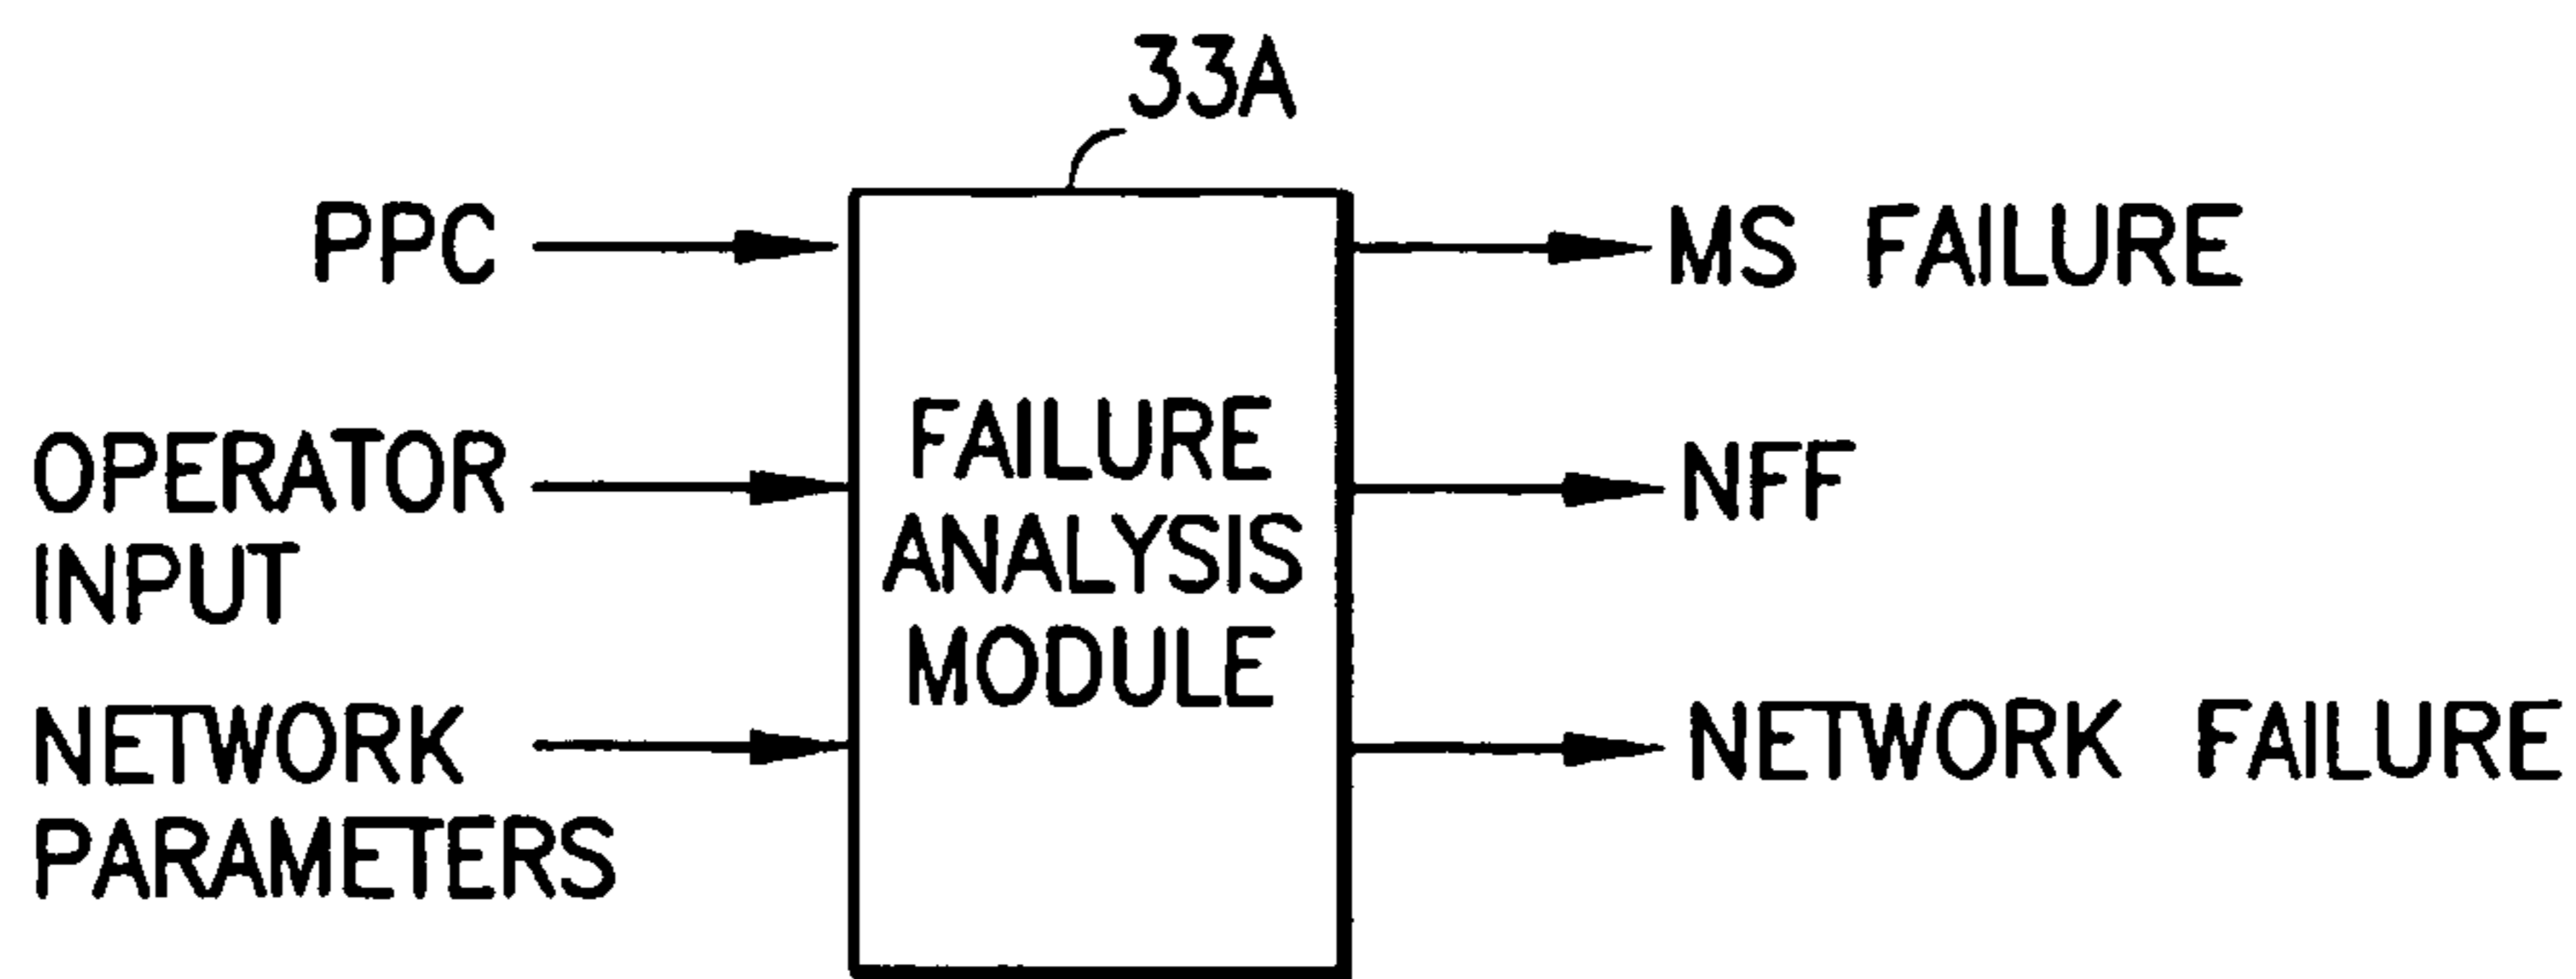 33A
PPC
OPERATOR
INPUT
NETWORK
PARAMETERS
FAILURE
ANALYSIS
MODULE
MS FAILURE
NFF
NETWORK FAILURE